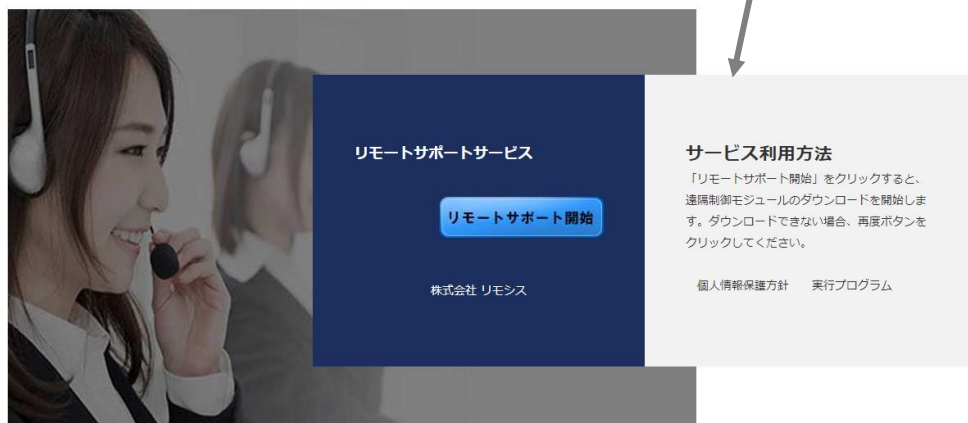 リモートサポートサービス
リモートサポート開始
株式会社 リモシス
サービス利用方法
「リモートサポート開始」をクリックすると、
遠隔制御モジュールのダウンロードを開始しま
す。ダウンロードできない場合、再度ボタンを
クリックしてください。
個人情報保護方針 実行プログラム